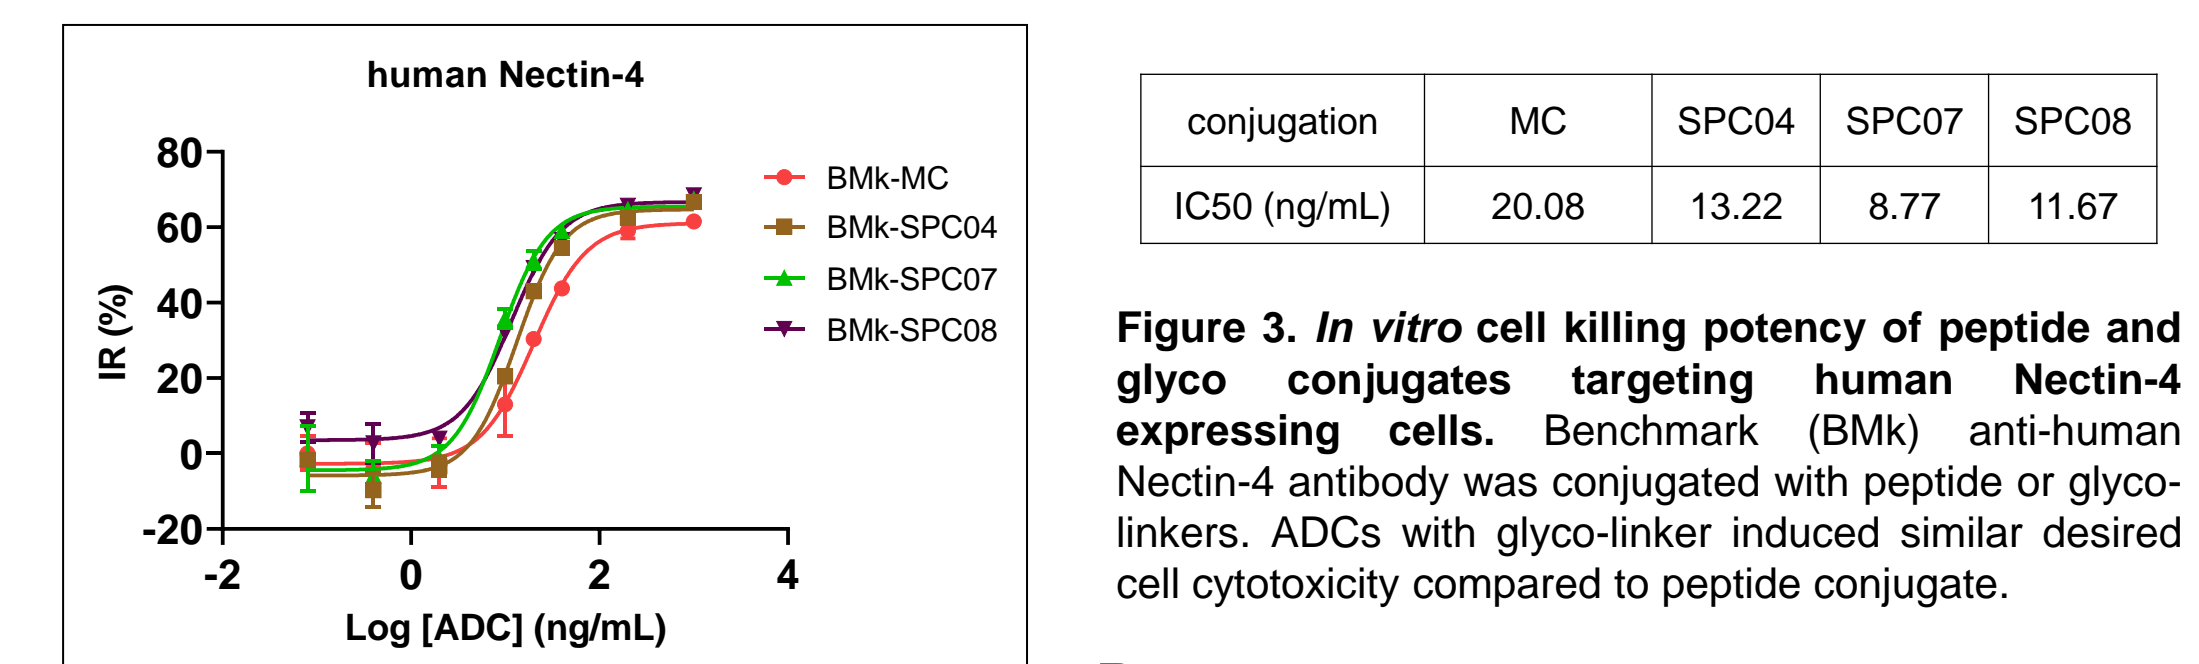 human Nectin-4
80
60
40
20
0
-20
-2 0 2 4
IR (%)
Log [ADC] (ng/mL)
BMk-MC
BMk-SPC04
BMk-SPC07
BMk-SPC08
conjugation MC SPC04 SPC07 SPC08
IC50 (ng/mL) 20.08 13.22 8.77 11.67
Figure 3. In vitro cell killing potency of peptide and
glyco conjugates targeting human Nectin-4
expressing cells. Benchmark (BMk) anti-human
Nectin-4 antibody was conjugated with peptide or glyco-
linkers. ADCs with glyco-linker induced similar desired
cell cytotoxicity compared to peptide conjugate.